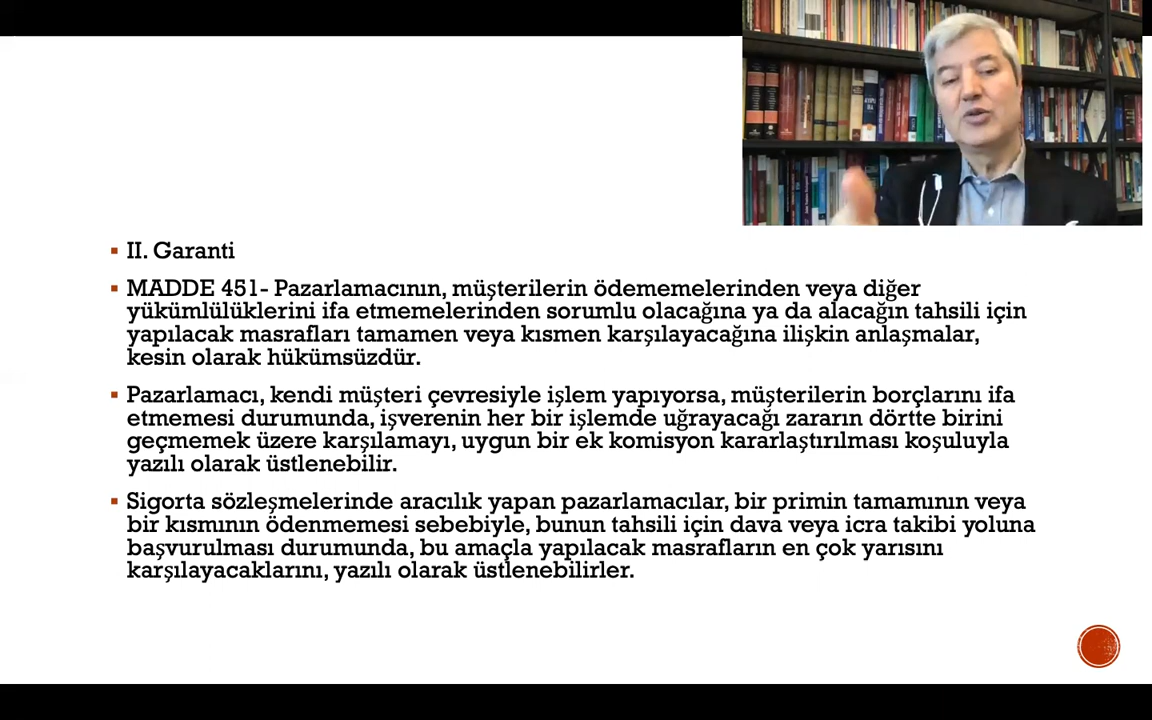 II. Garanti
MADDE 451- Pazarlamacının, müşterilerin ödememelerinden veya diğer
yükümlülüklerini ifa etmemelerinden sorumlu olacağına ya da alacağın tahsili için
yapılacak masrafları tamamen veya kısmen karşılayacağına ilişkin anlaşmalar,
kesin olarak hükümsüzdür.
Pazarlamacı, kendi müşteri çevresiyle işlem yapıyorsa, müşterilerin borçlarını ifa
etmemesi durumunda, işverenin her bir işlemde uğrayacağı zararın dörtte birini
geçmemek üzere karşılamayı, uygun bir ek komisyon kararlaştırılması koşuluyla
yazılı olarak üstlenebilir.
Sigorta sözleşmelerinde aracılık yapan pazarlamacılar, bir primin tamamının veya
bir kısmının ödenmemesi sebebiyle, bunun tahsili için dava veya icra takibi yoluna
başvurulması durumunda, bu amaçla yapılacak masrafların en çok yarısını
karşılayacaklarını, yazılı olarak üstlenebilirler.